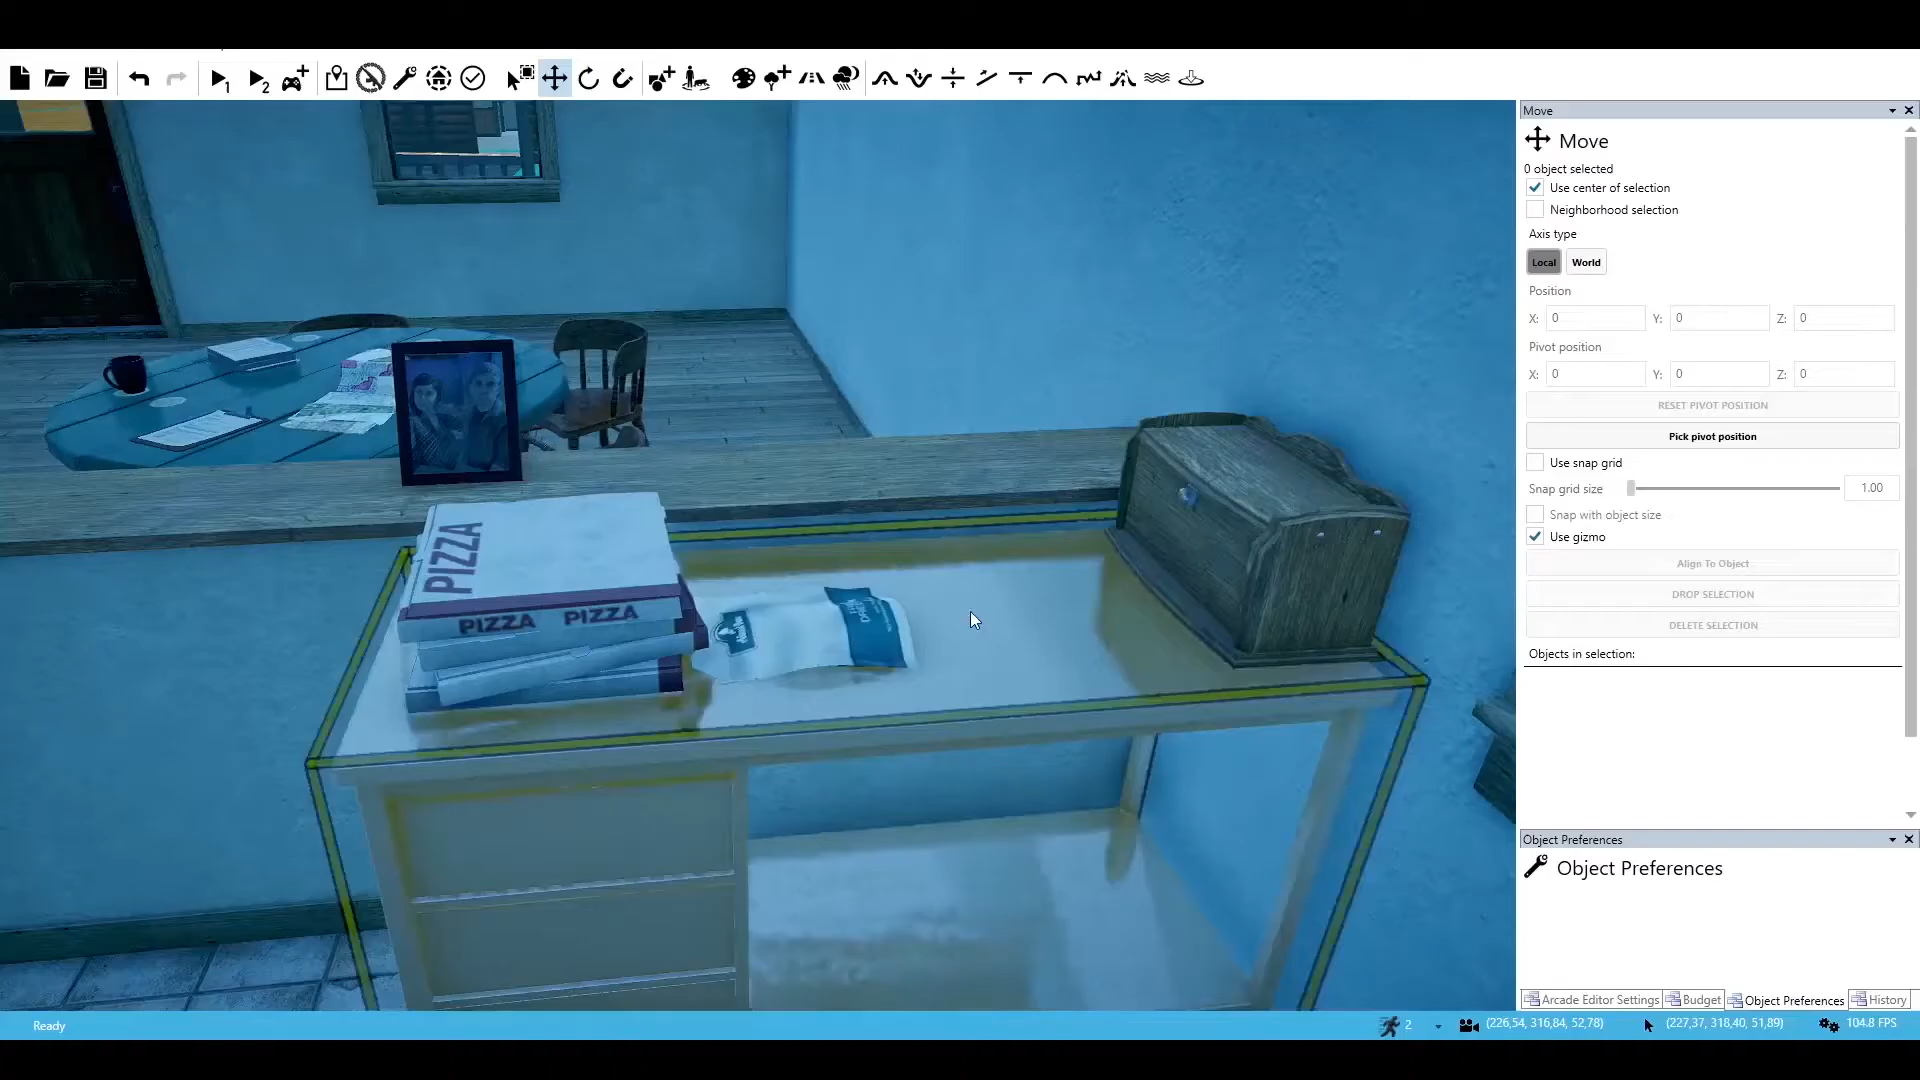 1
2
Move
Move
0 object selected
Use center of selection
Neighborhood selection
Axis type
Local World
Position
X: 0 Y: 0 Z: 0
Pivot position
X: 0 Y: 0 Z: 0
RESET PIVOT POSITION
Pick pivot position
Use snap grid
Snap grid size 1.00
Snap with object size
Use gizmo
Align To Object
DROP SELECTION
DELETE SELECTION
Objects in selection:
PIZZA
PIZZA PIZZA
Object Preferences
Object Preferences
Arcade Editor Settings Budget Object Preferences History
Ready 2 (226,54, 316,84, 52,78) (227,37, 318,40, 51,89) 104.8 FPS